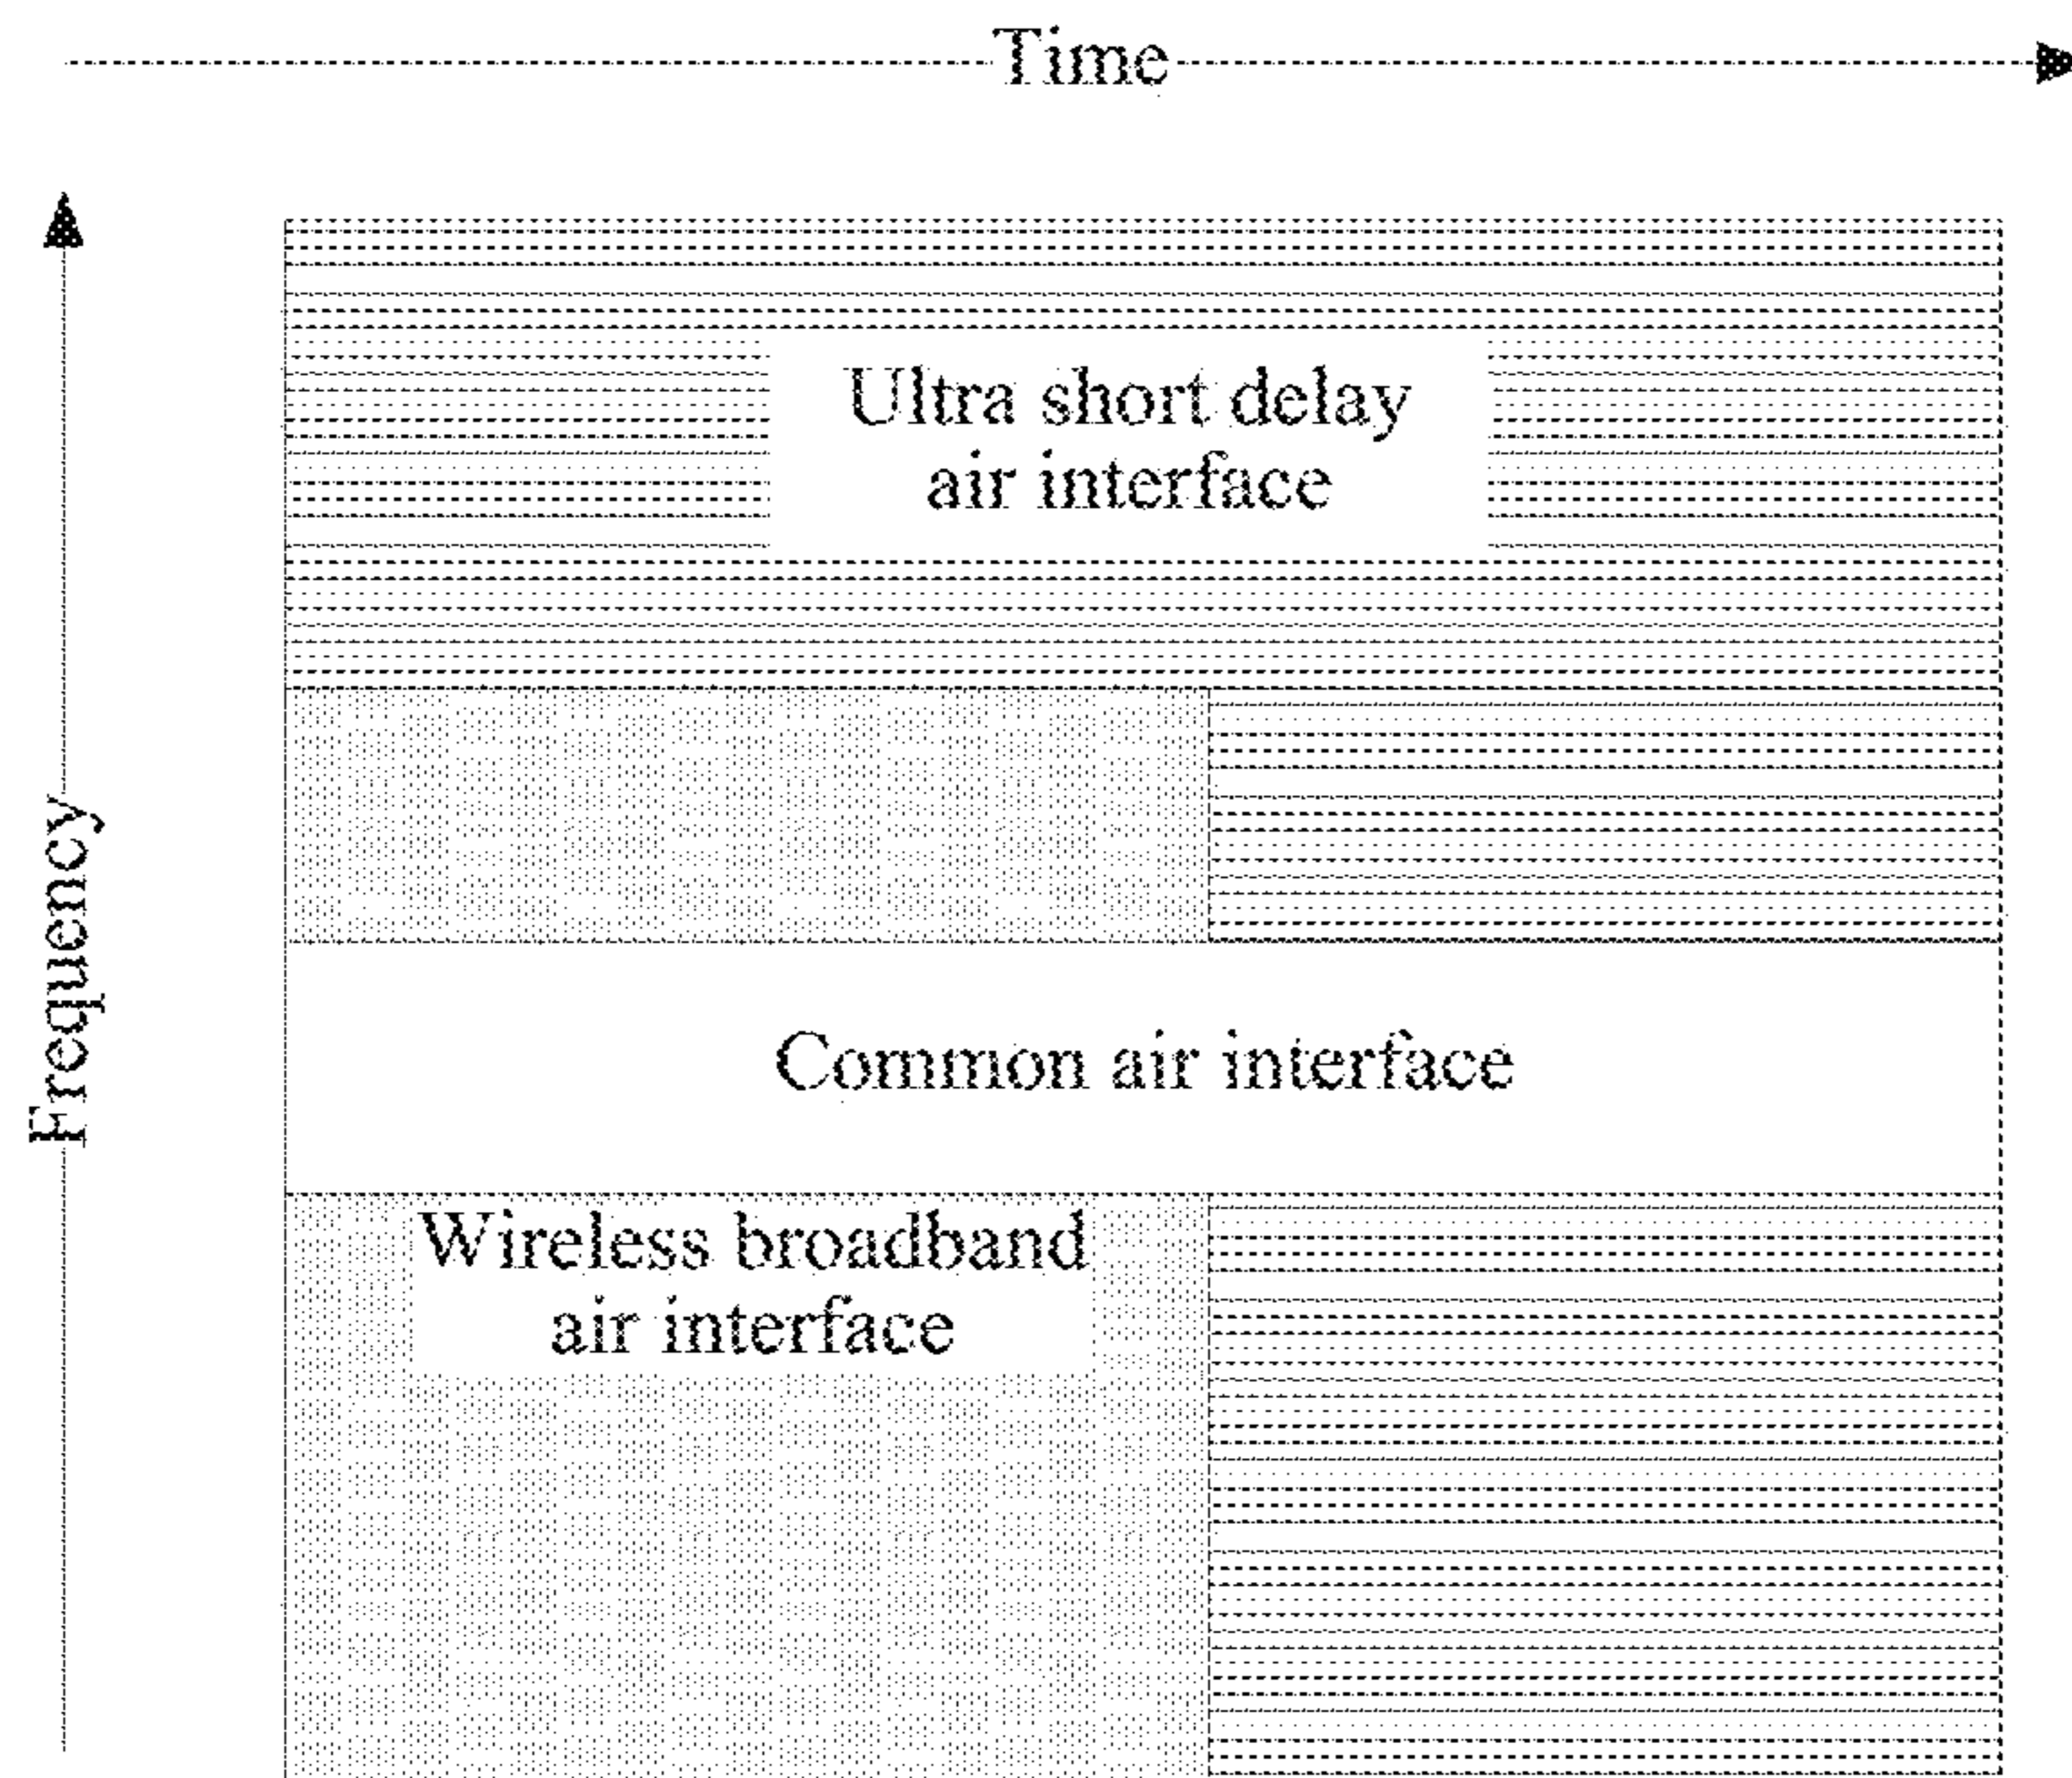 Time
Ultra short delay
air interface
Frequency
Common air interface
Wireless broadband
air interface